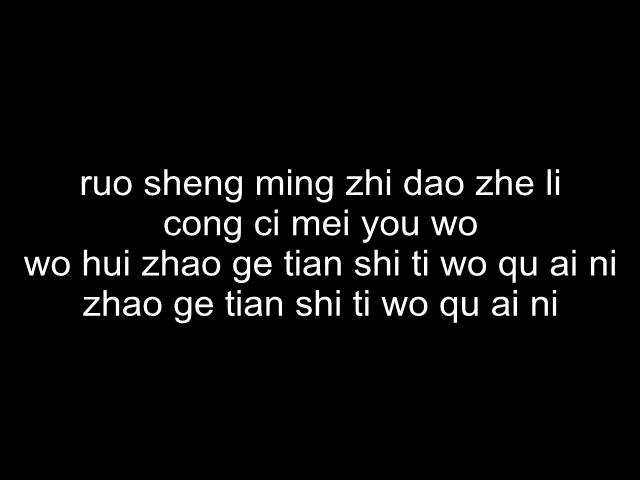 ruo sheng ming zhi dao zhe li
cong ci mei you wo
wo hui zhao ge tian shi ti wo qu ai ni
zhao ge tian shi ti wo qu ai ni